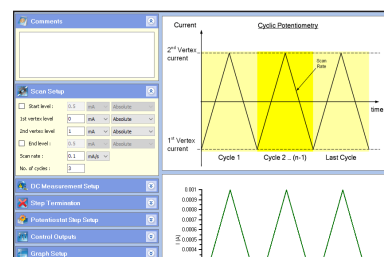 Comments
Scan Setup
Start level: 0.5 mA Absolute
1st vertex level 0 mA Absolute
2nd vertex level 1 mA Absolute
End level: 0.5 mA Absolute
Scan rate: 0.1 mA/s
No. of cycles: 3
DC Measurement Setup
Step Termination
Potentiostat Step Setup
Control Outputs
Graph Setup
Current
Cyclic Potentiometry
2nd Vertex
current
Scan
Rate
time
1st Vertex
current
Cycle 1
Cycle 2 .. (n-1)
Last Cycle
0.001
0.0009
0.0008
0.0007
0.0006
0.0005
0.0004
I (A)